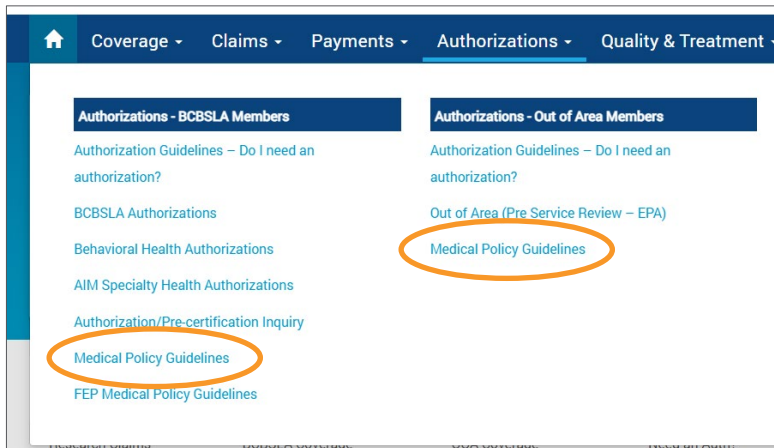 Coverage Claims Payments Authorizations Quality & Treatment
Authorizations - BCBSLA Members
Authorization Guidelines – Do I need an
authorization?
BCBSLA Authorizations
Behavioral Health Authorizations
AIM Specialty Health Authorizations
Authorization/Pre-certification Inquiry
Medical Policy Guidelines
FEP Medical Policy Guidelines
Authorizations - Out of Area Members
Authorization Guidelines – Do I need an
authorization?
Out of Area (Pre Service Review – EPA)
Medical Policy Guidelines